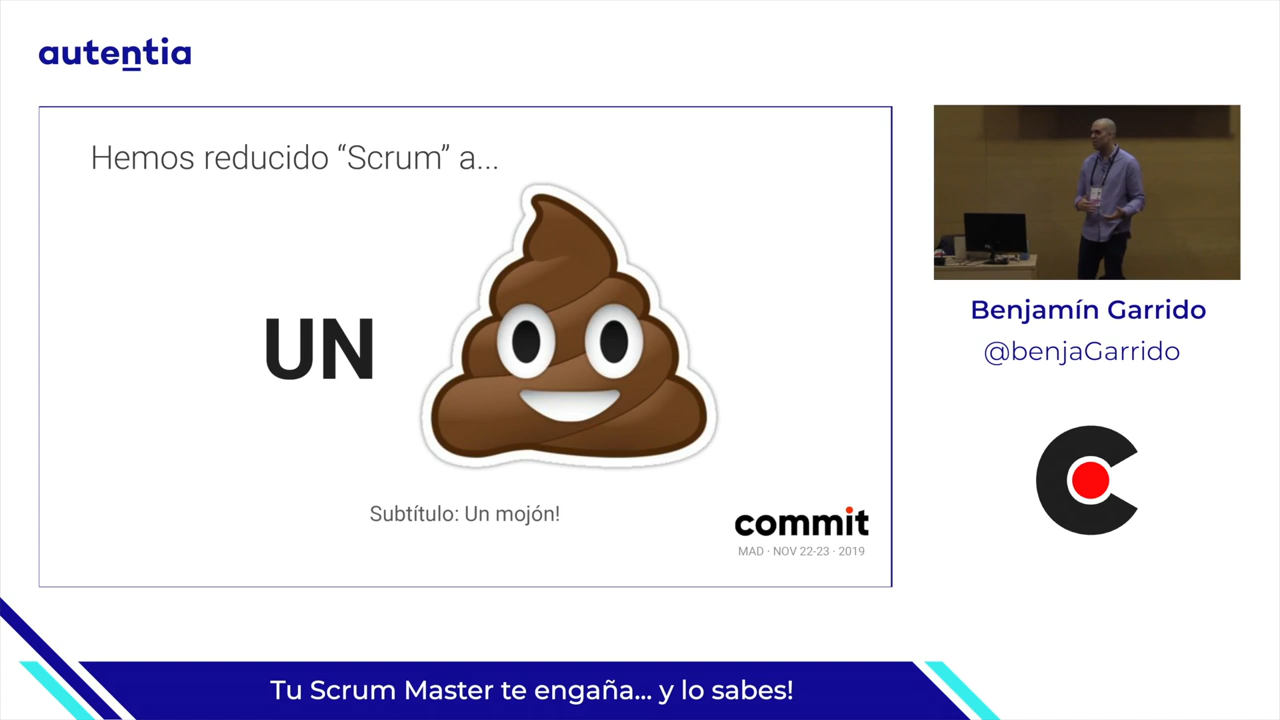 autentia
Hemos reducido “Scrum” a...
UN
Subtítulo: Un mojón!
commit
MAD · NOV 22-23 · 2019
Benjamín Garrido
@benjaGarrido
Tu Scrum Master te engaña... y lo sabes!